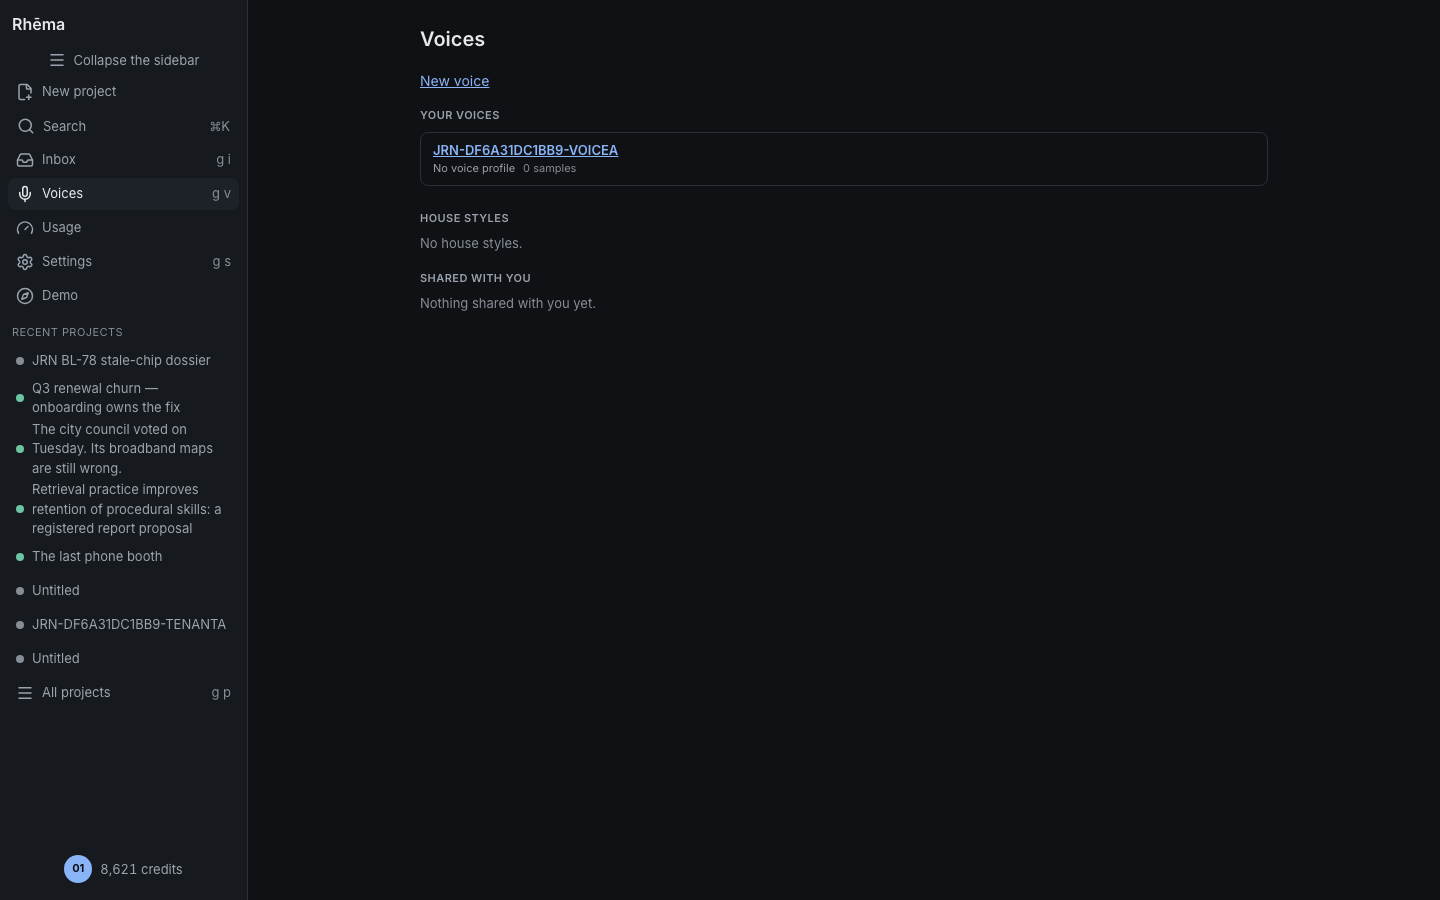 Rhēma
Collapse the sidebar
New project
Search ⌘K
Inbox g i
Voices g v
Usage
Settings g s
Demo
RECENT PROJECTS
JRN BL-78 stale-chip dossier
Q3 renewal churn —
onboarding owns the fix
The city council voted on
Tuesday. Its broadband maps
are still wrong.
Retrieval practice improves
retention of procedural skills: a
registered report proposal
The last phone booth
Untitled
JRN-DF6A31DC1BB9-TENANTA
Untitled
All projects g p
01 8,621 credits
Voices
New voice
YOUR VOICES
JRN-DF6A31DC1BB9-VOICEA
No voice profile 0 samples
HOUSE STYLES
No house styles.
SHARED WITH YOU
Nothing shared with you yet.